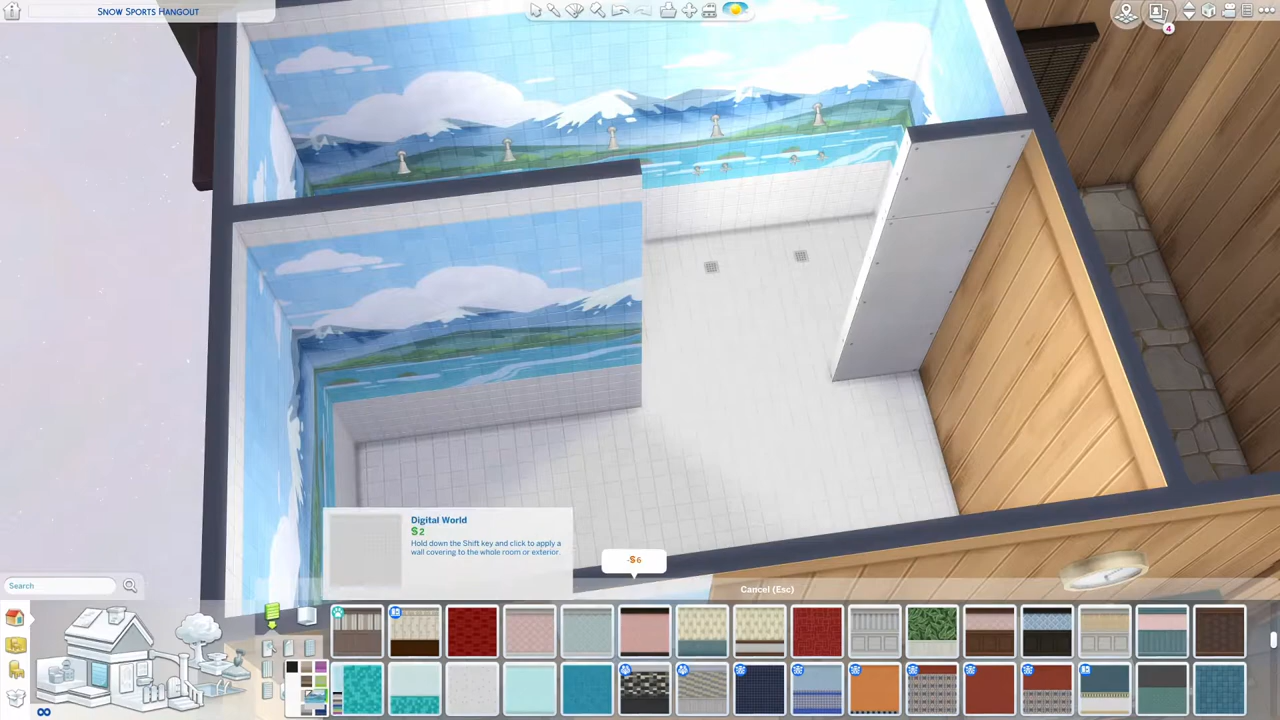 Snow Sports Hangout
4
Digital World
§2
Hold down the Shift key and click to apply a
wall covering to the whole room or exterior.
-§6
Cancel (Esc)
Search